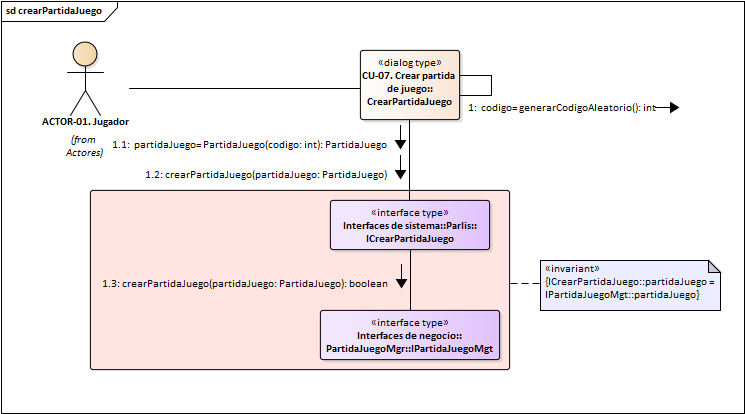 sd crearPartidaJuego
«dialog type»
CU-07. Crear partida
de juego::
CrearPartidaJuego
1: codigo= generarCodigoAleatorio(): int
ACTOR-01. Jugador
(from
Actores)
1.1: partidaJuego= PartidaJuego(codigo: int): PartidaJuego
1.2: crearPartidaJuego(partidaJuego: PartidaJuego)
«interface type»
Interfaces de sistema::Parlis::
ICrearPartidaJuego
1.3: crearPartidaJuego(partidaJuego: PartidaJuego): boolean
«invariant»
{ICrearPartidaJuego::partidaJuego =
IPartidaJuegoMgt::partidaJuego}
«interface type»
Interfaces de negocio::
PartidaJuegoMgr::IPartidaJuegoMgt